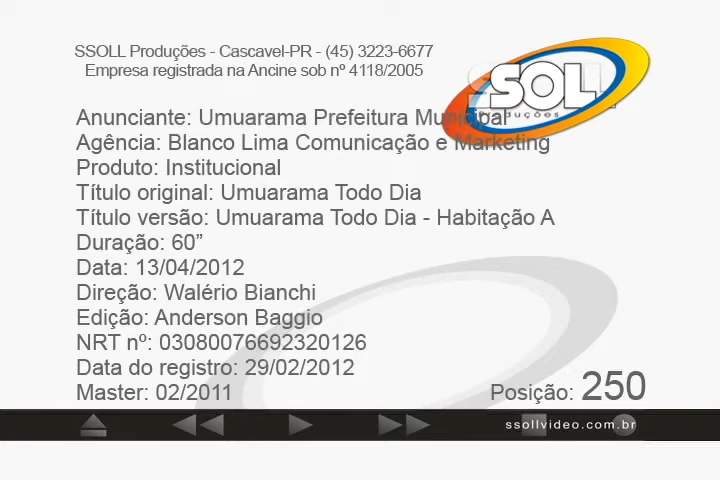 SSOLL Produções - Cascavel-PR - (45) 3223-6677
Empresa registrada na Ancine sob nº 4118/2005
SSOLL
produções
Anunciante: Umuarama Prefeitura Municipal
Agência: Blanco Lima Comunicação e Marketing
Produto: Institucional
Título original: Umuarama Todo Dia
Título versão: Umuarama Todo Dia - Habitação A
Duração: 60”
Data: 13/04/2012
Direção: Walério Bianchi
Edição: Anderson Baggio
NRT nº: 03080076692320126
Data do registro: 29/02/2012
Master: 02/2011
Posição: 250
ssollvideo.com.br